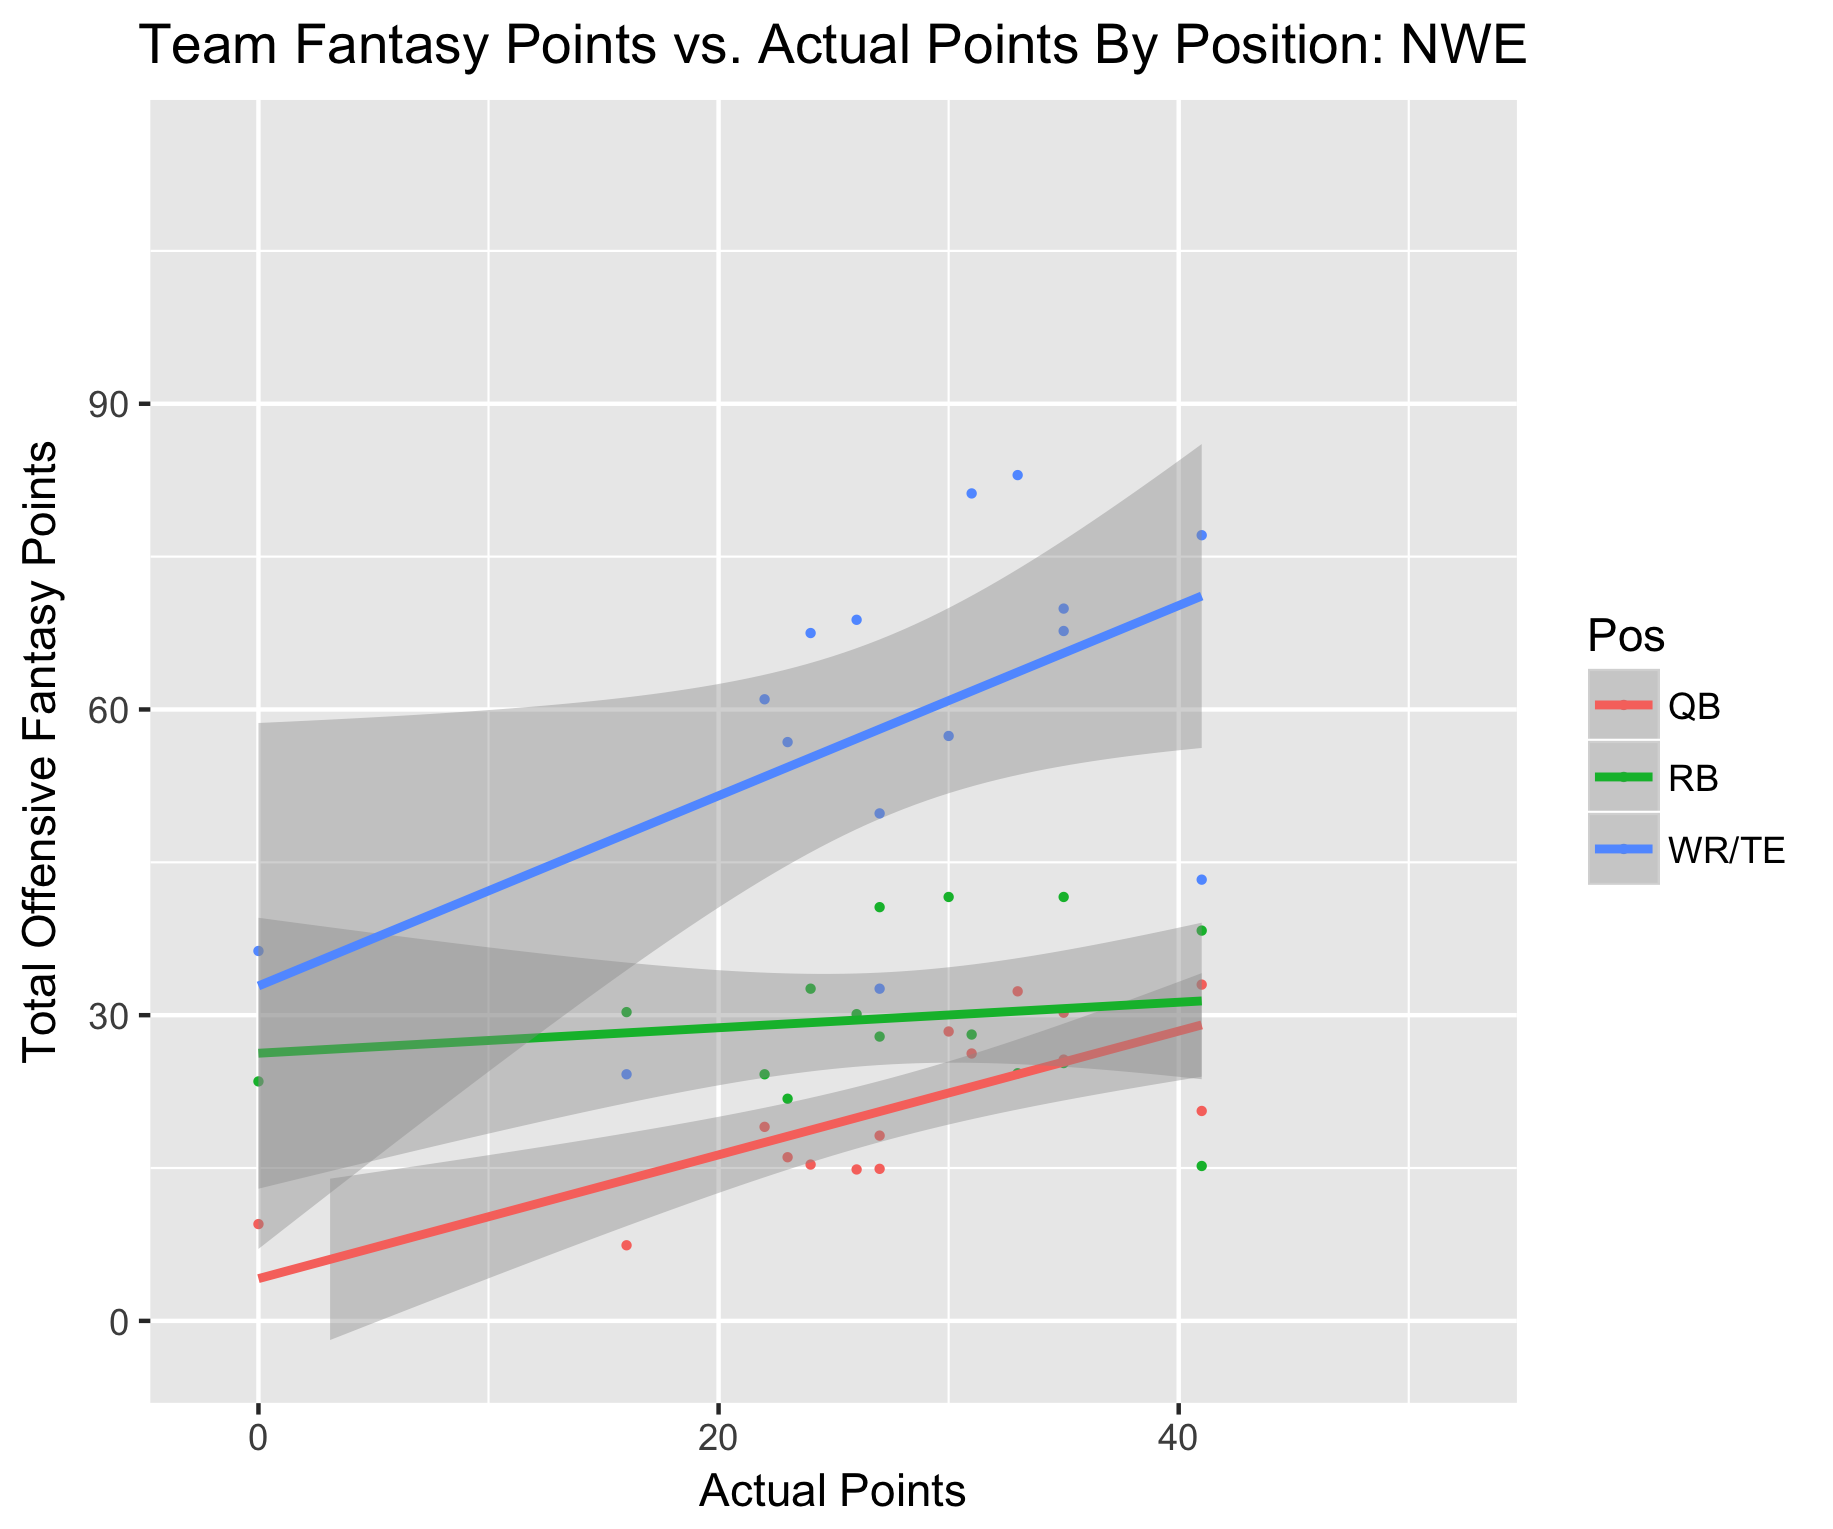 Team Fantasy Points vs. Actual Points By Position: NWE
Total Offensive Fantasy Points
90
60
30
0
0 20 40
Actual Points
Pos
QB
RB
WR/TE